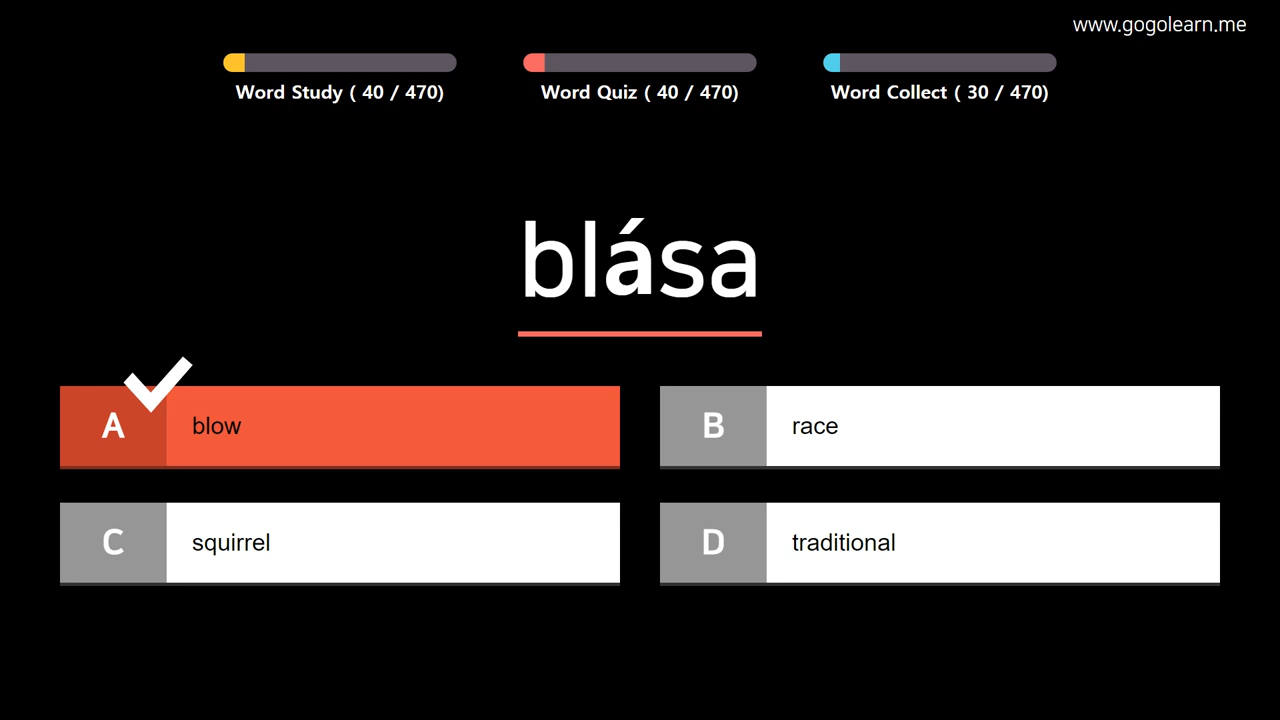 www.gogolearn.me
Word Study ( 40 / 470)
Word Quiz ( 40 / 470)
Word Collect ( 30 / 470)
blása
A blow
B race
C squirrel
D traditional